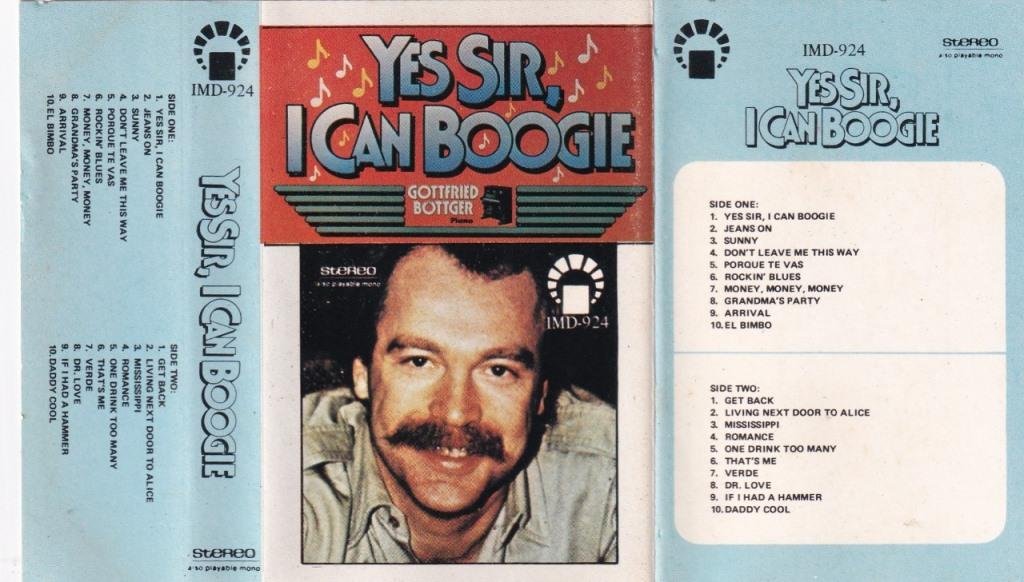 SIDE ONE:
1. YES SIR, I CAN BOOGIE
2. JEANS ON
3. SUNNY
4. DON'T LEAVE ME THIS WAY
5. PORQUE TE VAS
6. ROCKIN' BLUES
7. MONEY, MONEY, MONEY
8. GRANDMA'S PARTY
9. ARRIVAL
10. EL BIMBO
SIDE TWO:
1. GET BACK
2. LIVING NEXT DOOR TO ALICE
3. MISSISSIPPI
4. ROMANCE
5. ONE DRINK TOO MANY
6. THAT'S ME
7. VERDE
8. DR. LOVE
9. IF I HAD A HAMMER
10. DADDY COOL
IMD-924
YES SIR, I CAN BOOGIE
STEREO
also playable mono
YES SIR,
I CAN BOOGIE
GOTTFRIED
BÖTTGER
Piano
STEREO
also playable mono
IMD-924
IMD-924
STEREO
also playable mono
YES SIR,
I CAN BOOGIE
SIDE ONE:
1. YES SIR, I CAN BOOGIE
2. JEANS ON
3. SUNNY
4. DON'T LEAVE ME THIS WAY
5. PORQUE TE VAS
6. ROCKIN' BLUES
7. MONEY, MONEY, MONEY
8. GRANDMA'S PARTY
9. ARRIVAL
10. EL BIMBO
SIDE TWO:
1. GET BACK
2. LIVING NEXT DOOR TO ALICE
3. MISSISSIPPI
4. ROMANCE
5. ONE DRINK TOO MANY
6. THAT'S ME
7. VERDE
8. DR. LOVE
9. IF I HAD A HAMMER
10. DADDY COOL